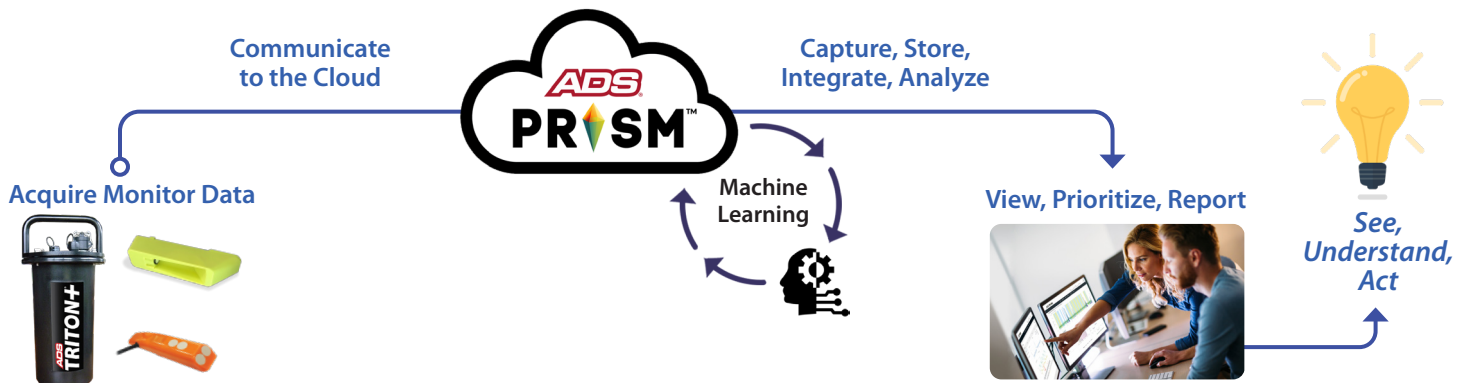 Communicate
to the Cloud
ADS
PRISM™
Capture, Store,
Integrate, Analyze
Acquire Monitor Data
Machine
Learning
View, Prioritize, Report
See,
Understand,
Act
ADS
TRITON+